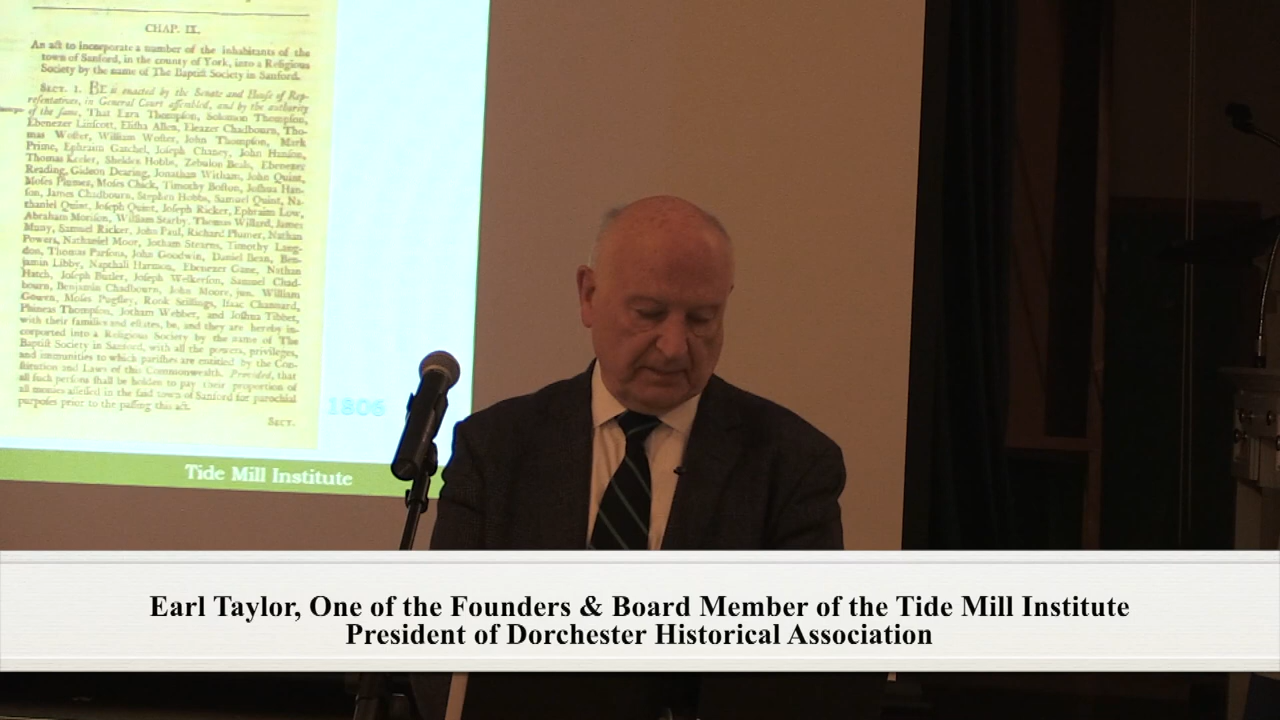 CHAP. IX.
An act to incorporate a number of the inhabitants of the
town of Sanford, in the county of York, into a Religious
Society by the name of The Baptist Society in Sanford.
SECT. 1. BE it enacted by the Senate and House of Rep-
resentatives, in General Court assembled, and by the authority
of the same, That Ezra Thompson, Solomon Thompson,
Ebenezer Linscott, Elisha Allen, Eleazer Chadbourn, Tho-
mas Worster, William Worster, John Thompson, Mark
Prime, Ephraim Gatchel, Joseph Chaney, John Hanson,
Thomas Keeler, Sheldon Hobbs, Zebulon Beals, Ebenezer
Reading, Gideon Dearing, Jonathan Witham, John Quint,
Moses Plumer, Moses Chick, Timothy Boston, Joshua Han-
son, James Chadbourn, Stephen Hobbs, Samuel Quint, Na-
thaniel Quint, Joseph Quint, Joseph Ricker, Ephraim Low,
Abraham Morison, William Starby, Thomas Willard, James
Muny, Samuel Ricker, John Paul, Richard Plumer, Nathan
Powers, Nathaniel Moor, Jotham Stearns, Timothy Lang-
don, Thomas Parsons, John Goodwin, Daniel Bean, Ben-
jamin Libby, Napthali Harmon, Ebenezer Nathan
Hatch, Joseph Butler, Joseph Welkerson, Samuel Chad-
bourn, Benjamin Chadbourn, John Moore, jun. William
Gowen, Moses Pugsley, Ronk Stillings, Isaac Channard,
Phineas Thompson, Jotham Webber, and Joshua Tibbet,
with their families and estates, be, and they are hereby in-
corported into a Religious Society by the name of The
Baptist Society in Sanford, with all the powers, privileges,
and immunities to which parishes are entitled by the Con-
stitution and Laws of this Commonwealth. Provided, that
all such persons shall be holden to pay their proportion of
all monies assessed in the said town of Sanford for parochial
purposes prior to the passing this act.
SECT.
1806
Tide Mill Institute
Earl Taylor, One of the Founders & Board Member of the Tide Mill Institute
President of Dorchester Historical Association